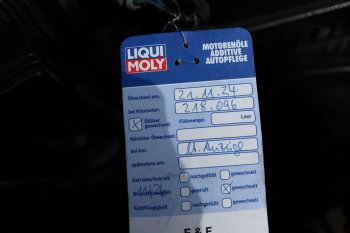 LIQUI MOLY
MOTORENÖLE
ADDITIVE
AUTOPFLEGE
Ölwechsel am: 21.11.24
bei Kilometer: 218.096
Ölfilter gewechselt Füllmenge: Liter
Nächster Ölwechsel
bei km: lt. Anzeige
spätestens am:
Getriebe/Antrieb nachgefüllt gewechselt
Bremsflüssigkeit geprüft gewechselt
Kühlflüssigkeit nachgefüllt gewechselt